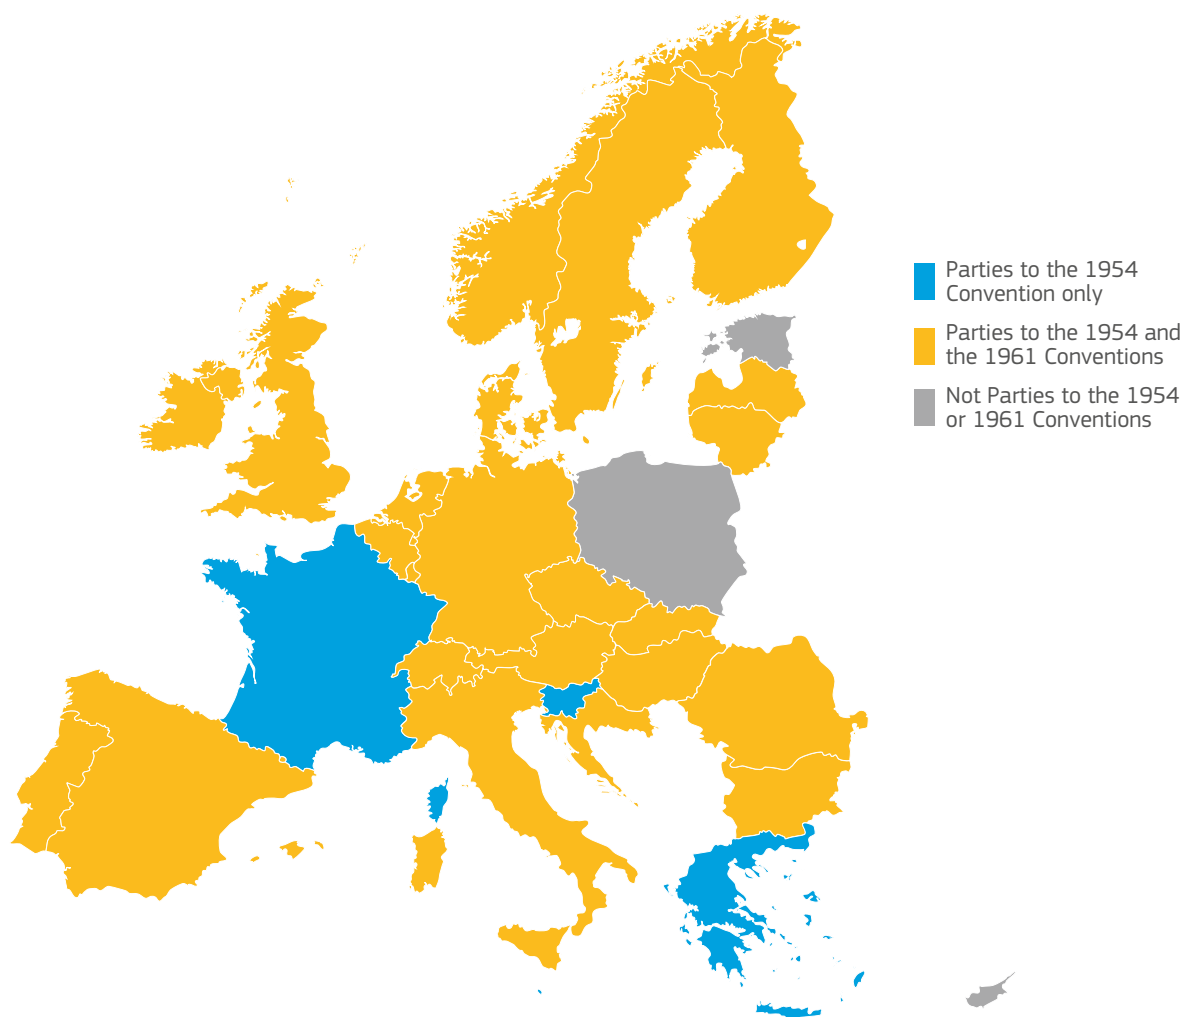 Parties to the 1954
Convention only
Parties to the 1954 and
the 1961 Conventions
Not Parties to the 1954
or 1961 Conventions